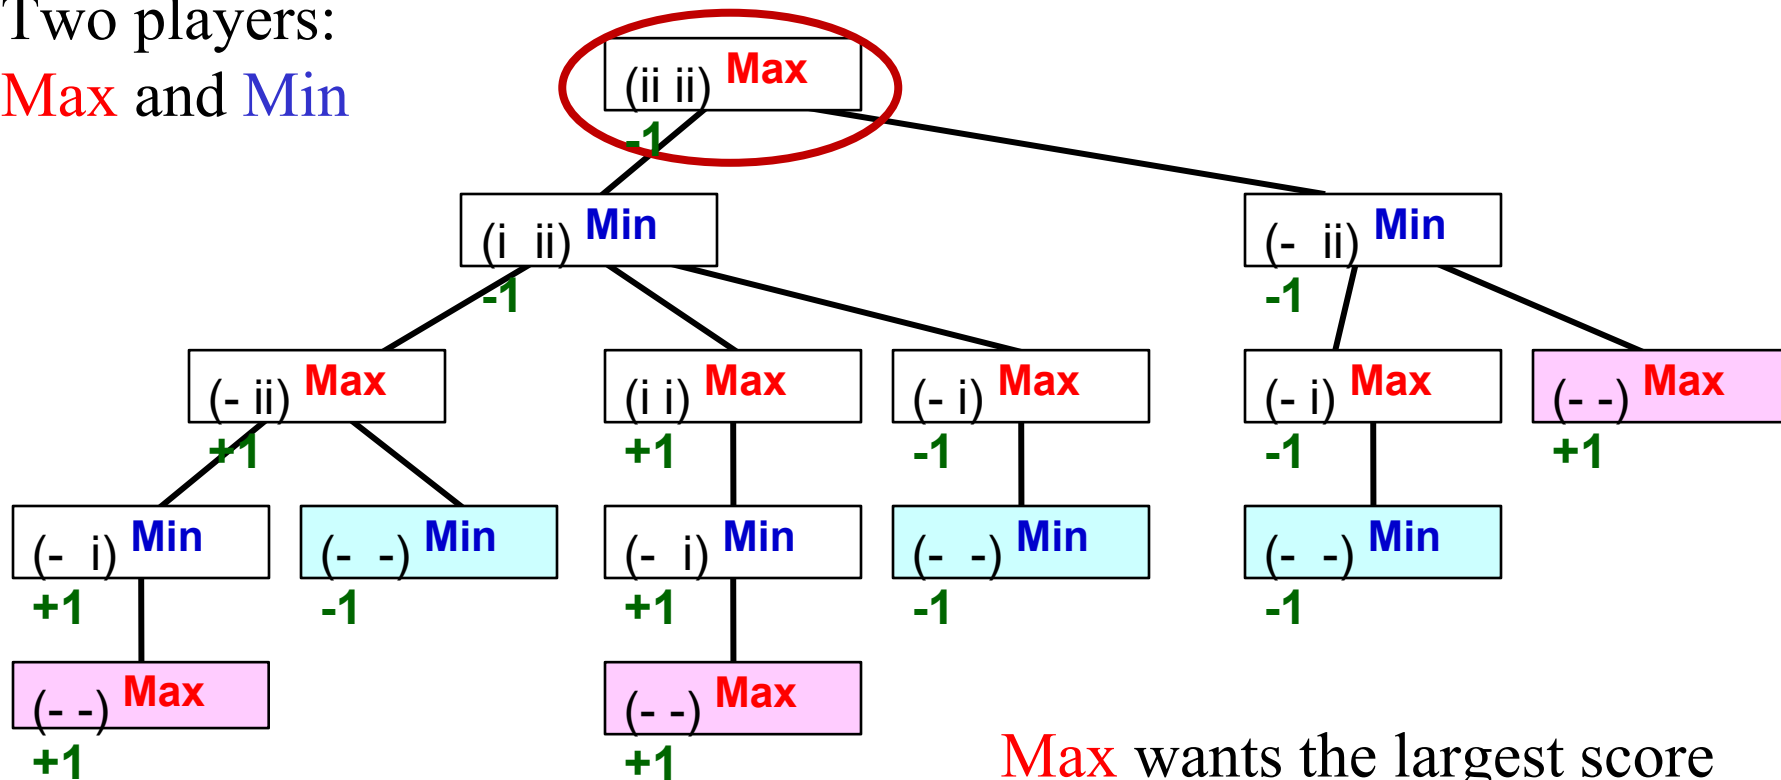 Two players:
Max and Min
(ii ii) Max
-1
(i ii) Min
-1
(- ii) Min
-1
(- ii) Max
+1
(i i) Max
+1
(- i) Max
-1
(- i) Max
-1
(- -) Max
+1
(- i) Min
+1
(- -) Min
-1
(- i) Min
+1
(- -) Min
-1
(- -) Min
-1
(- -) Max
+1
(- -) Max
+1
Max wants the largest score